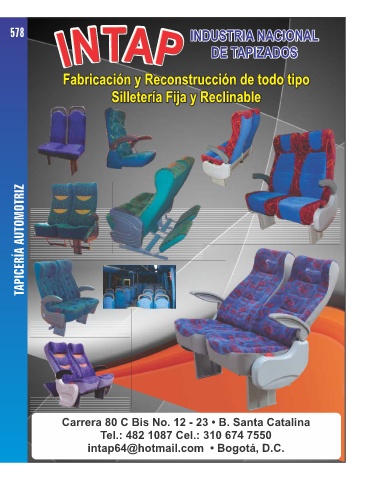 578
INTAP
INDUSTRIA NACIONAL
DE TAPIZADOS
Fabricación y Reconstrucción de todo tipo
Silletería Fija y Reclinable
TAPICERÍA AUTOMOTRIZ
Carrera 80 C Bis No. 12 - 23 • B. Santa Catalina
Tel.: 482 1087 Cel.: 310 674 7550
intap64@hotmail.com • Bogotá, D.C.